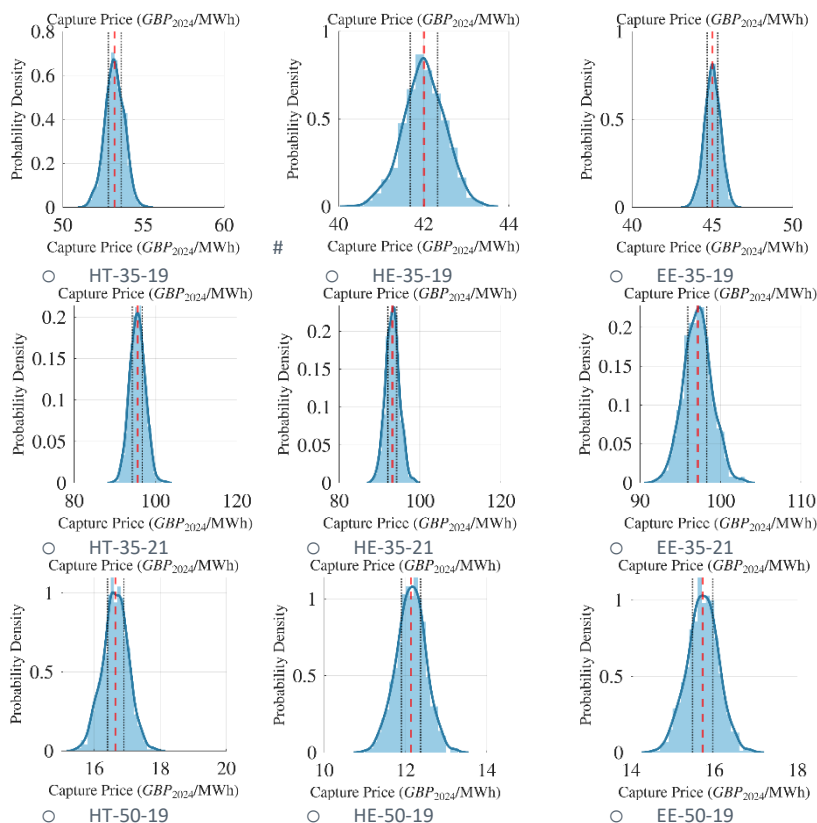 Probability Density
0.8
0.6
0.4
0.2
0
50 55 60
Capture Price (GBP2024/MWh)
Probability Density
1
0.5
0
40 42 44
Capture Price (GBP2024/MWh)
Probability Density
1
0.5
0
40 45 50
Capture Price (GBP2024/MWh)
#
○ HT-35-19
○ HE-35-19
○ EE-35-19
Capture Price (GBP2024/MWh)
Probability Density
0.2
0.15
0.1
0.05
0
80 100 120
Capture Price (GBP2024/MWh)
Capture Price (GBP2024/MWh)
Probability Density
0.2
0.15
0.1
0.05
0
80 100 120
Capture Price (GBP2024/MWh)
Capture Price (GBP2024/MWh)
Probability Density
0.2
0.15
0.1
0.05
0
90 100 110
Capture Price (GBP2024/MWh)
○ HT-35-21
○ HE-35-21
○ EE-35-21
Capture Price (GBP2024/MWh)
Probability Density
1
0.5
0
16 18 20
Capture Price (GBP2024/MWh)
Capture Price (GBP2024/MWh)
Probability Density
1
0.5
0
10 12 14
Capture Price (GBP2024/MWh)
Capture Price (GBP2024/MWh)
Probability Density
1
0.5
0
14 16 18
Capture Price (GBP2024/MWh)
○ HT-50-19
○ HE-50-19
○ EE-50-19
Capture Price (GBP2024/MWh)
Capture Price (GBP2024/MWh)
Capture Price (GBP2024/MWh)